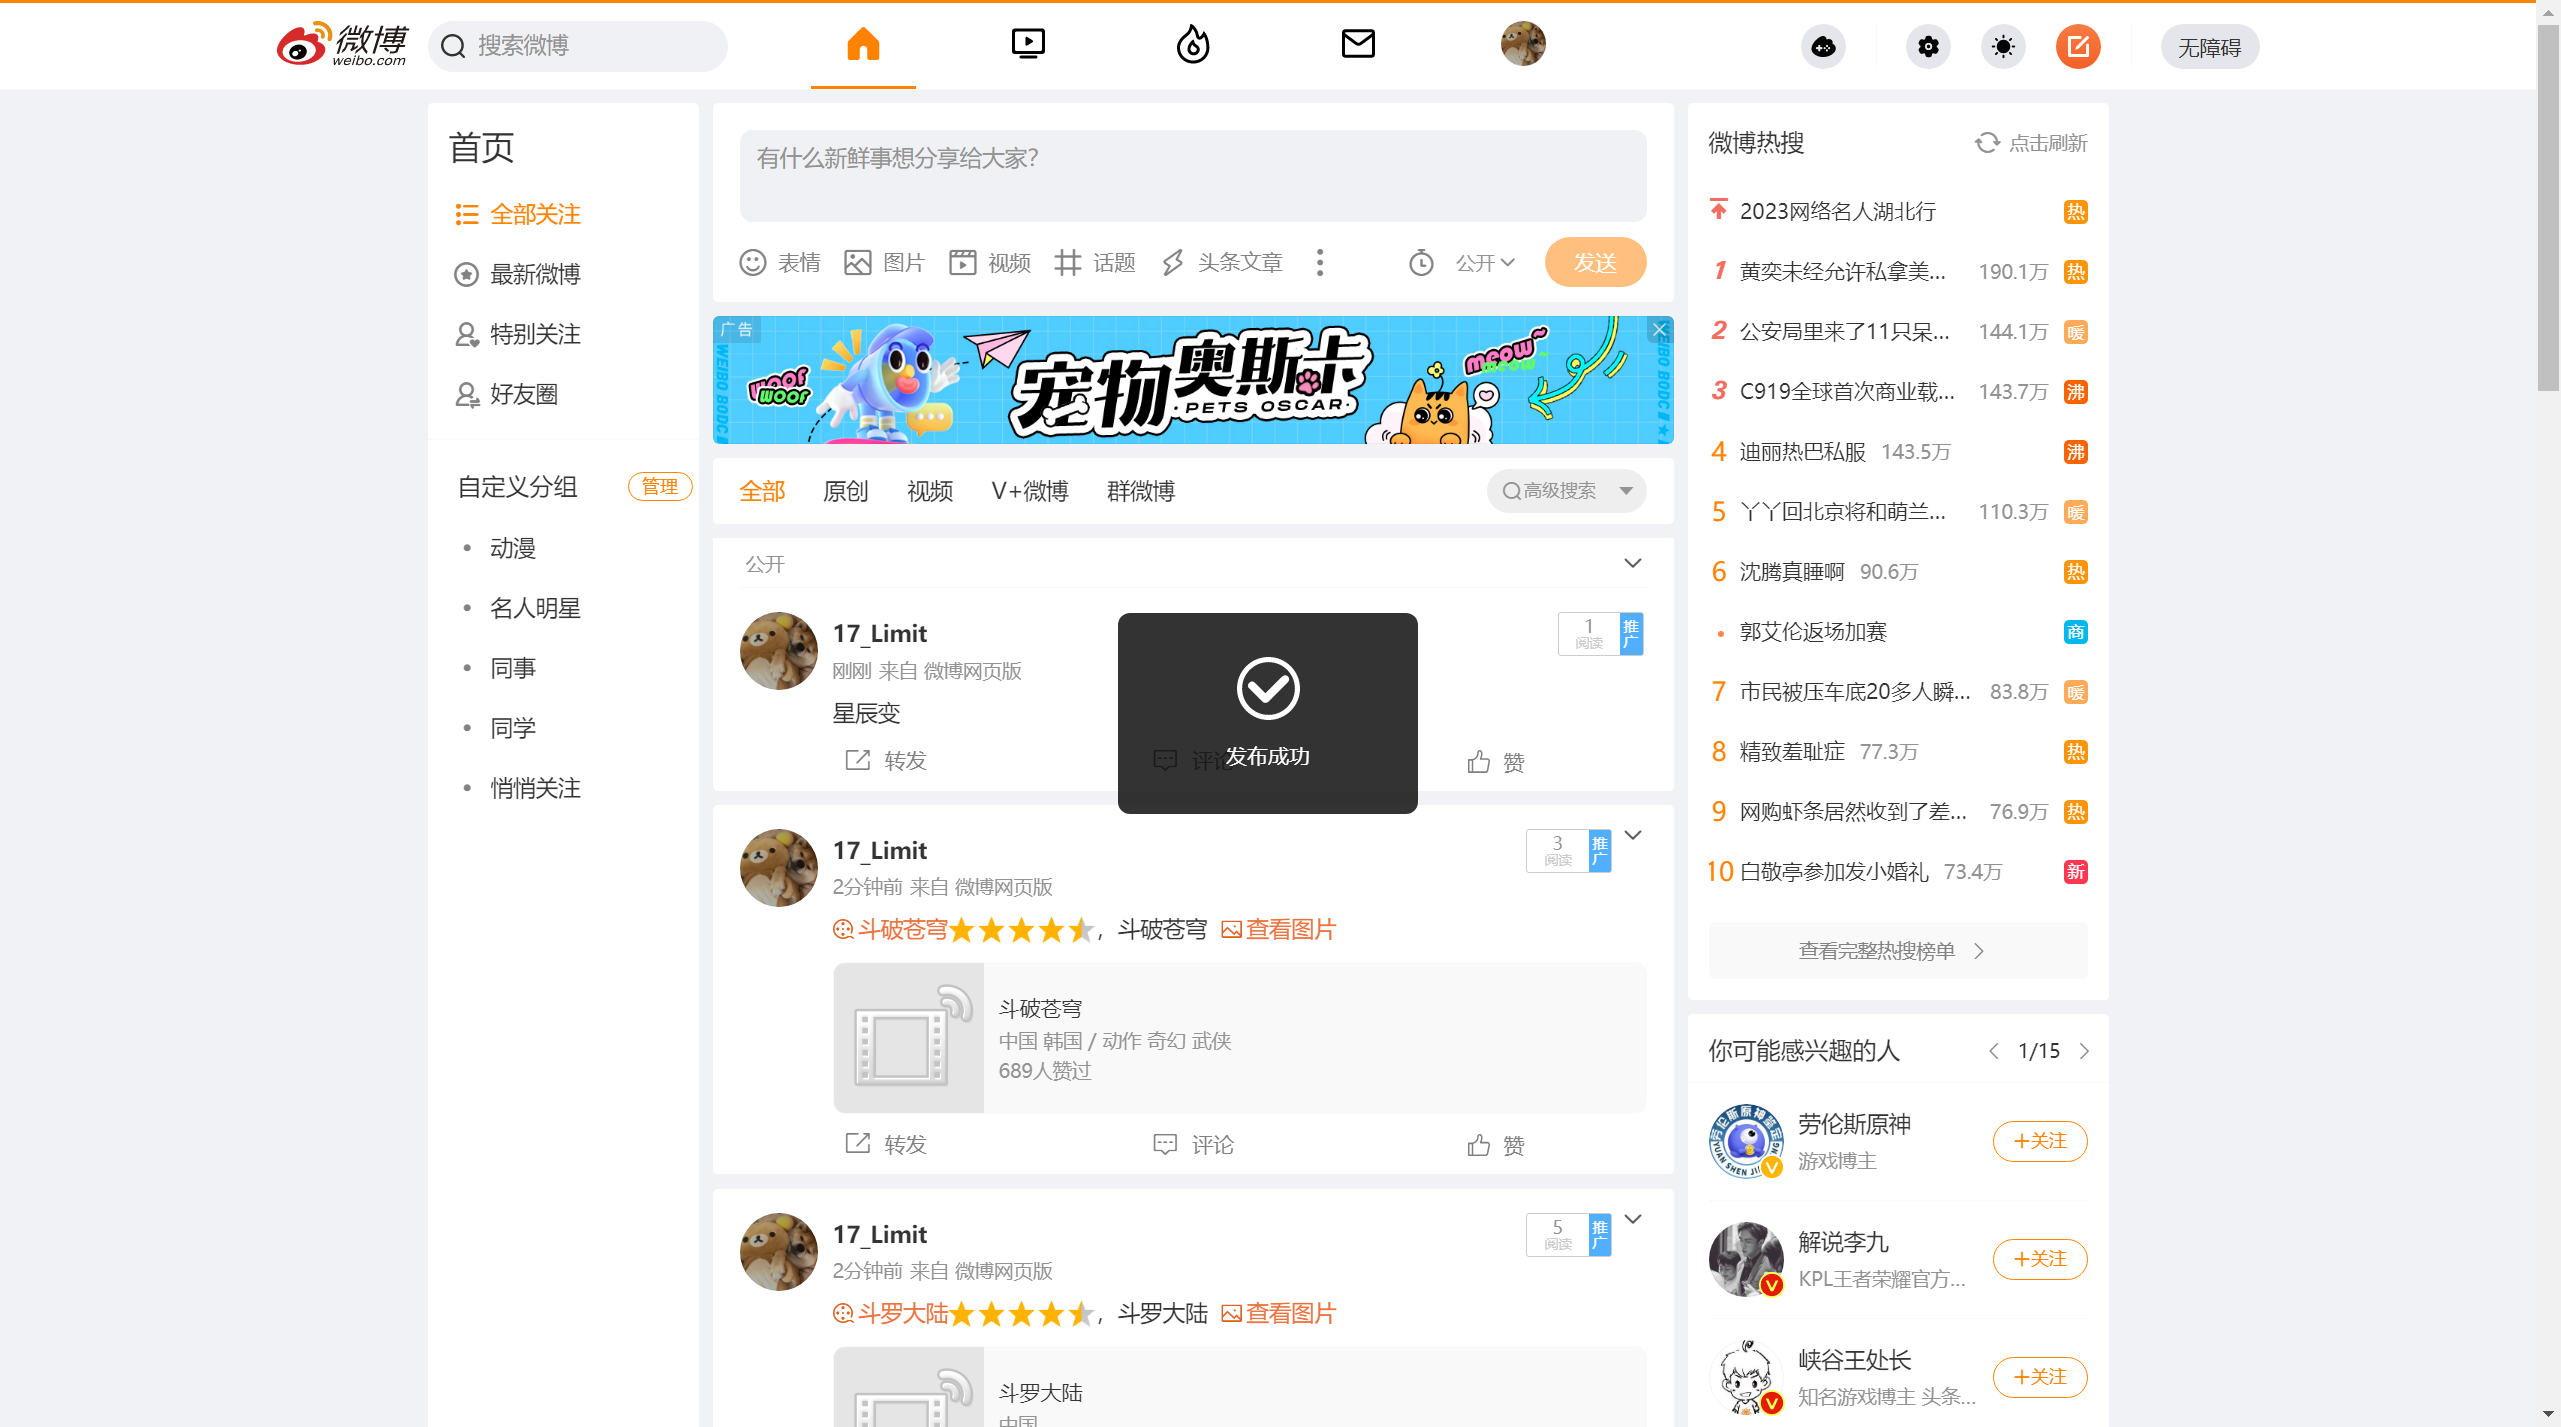 微博
weibo.com
搜索微博
无障碍
首页
全部关注
最新微博
特别关注
好友圈
自定义分组
管理
动漫
名人明星
同事
同学
悄悄关注
有什么新鲜事想分享给大家?
表情
图片
视频
话题
头条文章
公开
发送
广告
WEIBO BODC
woof
woof
宠物奥斯卡
·PETS OSCAR·
meow~
meow~
WEIBO BODC
全部
原创
视频
V+微博
群微博
高级搜索
公开
17_Limit
刚刚 来自 微博网页版
1
阅读
推广
星辰变
转发
评论
赞
发布成功
17_Limit
2分钟前 来自 微博网页版
3
阅读
推广
斗破苍穹，斗破苍穹 查看图片
斗破苍穹
中国 韩国 / 动作 奇幻 武侠
689人赞过
转发
评论
赞
17_Limit
2分钟前 来自 微博网页版
5
阅读
推广
斗罗大陆，斗罗大陆 查看图片
斗罗大陆
中国
微博热搜
点击刷新
2023网络名人湖北行 热
1 黄奕未经允许私拿美... 190.1万 热
2 公安局里来了11只呆... 144.1万 暖
3 C919全球首次商业载... 143.7万 沸
4 迪丽热巴私服 143.5万 沸
5 丫丫回北京将和萌兰... 110.3万 暖
6 沈腾真睡啊 90.6万 热
郭艾伦返场加赛 商
7 市民被压车底20多人瞬... 83.8万 暖
8 精致羞耻症 77.3万 热
9 网购虾条居然收到了差... 76.9万 热
10 白敬亭参加发小婚礼 73.4万 新
查看完整热搜榜单
你可能感兴趣的人
1/15
劳伦斯原神
游戏博主
+关注
解说李九
KPL王者荣耀官方...
+关注
峡谷王处长
知名游戏博主 头条...
+关注